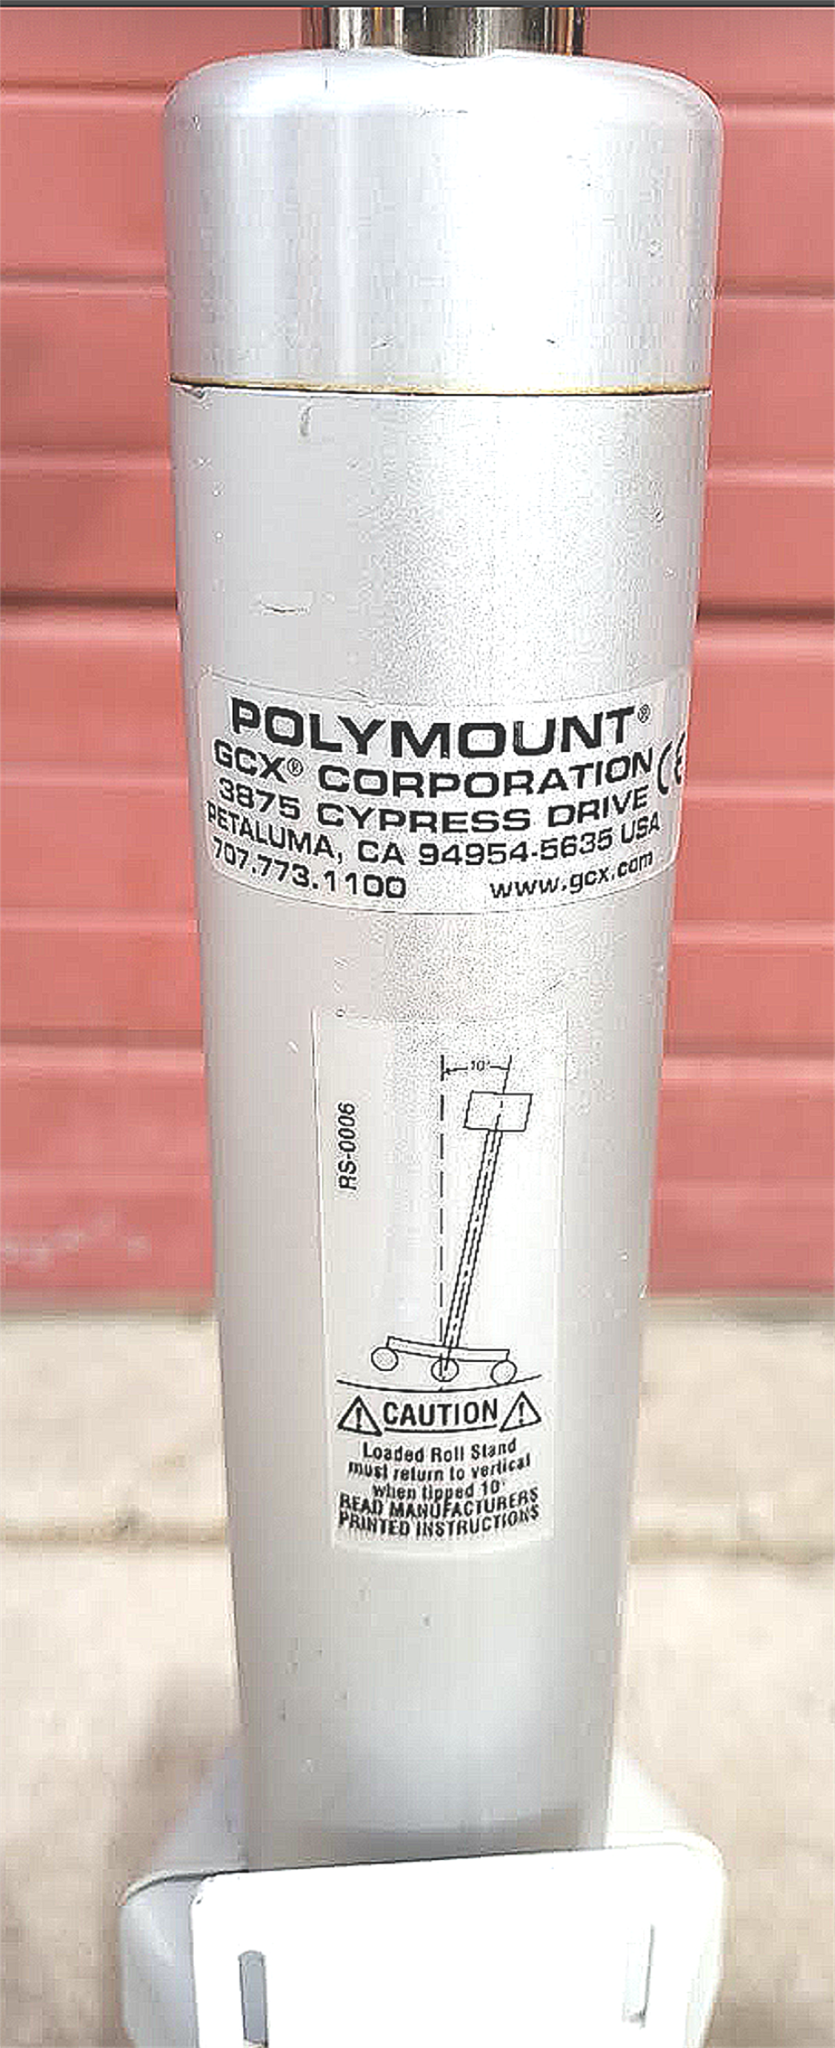 POLYMOUNT®
GCX® CORPORATION CE
3875 CYPRESS DRIVE
PETALUMA, CA 94954-5635 USA
707.773.1100 www.gcx.com
10°
RS-0006
CAUTION
Loaded Roll Stand
must return to vertical
when tipped 10°
READ MANUFACTURERS
PRINTED INSTRUCTIONS